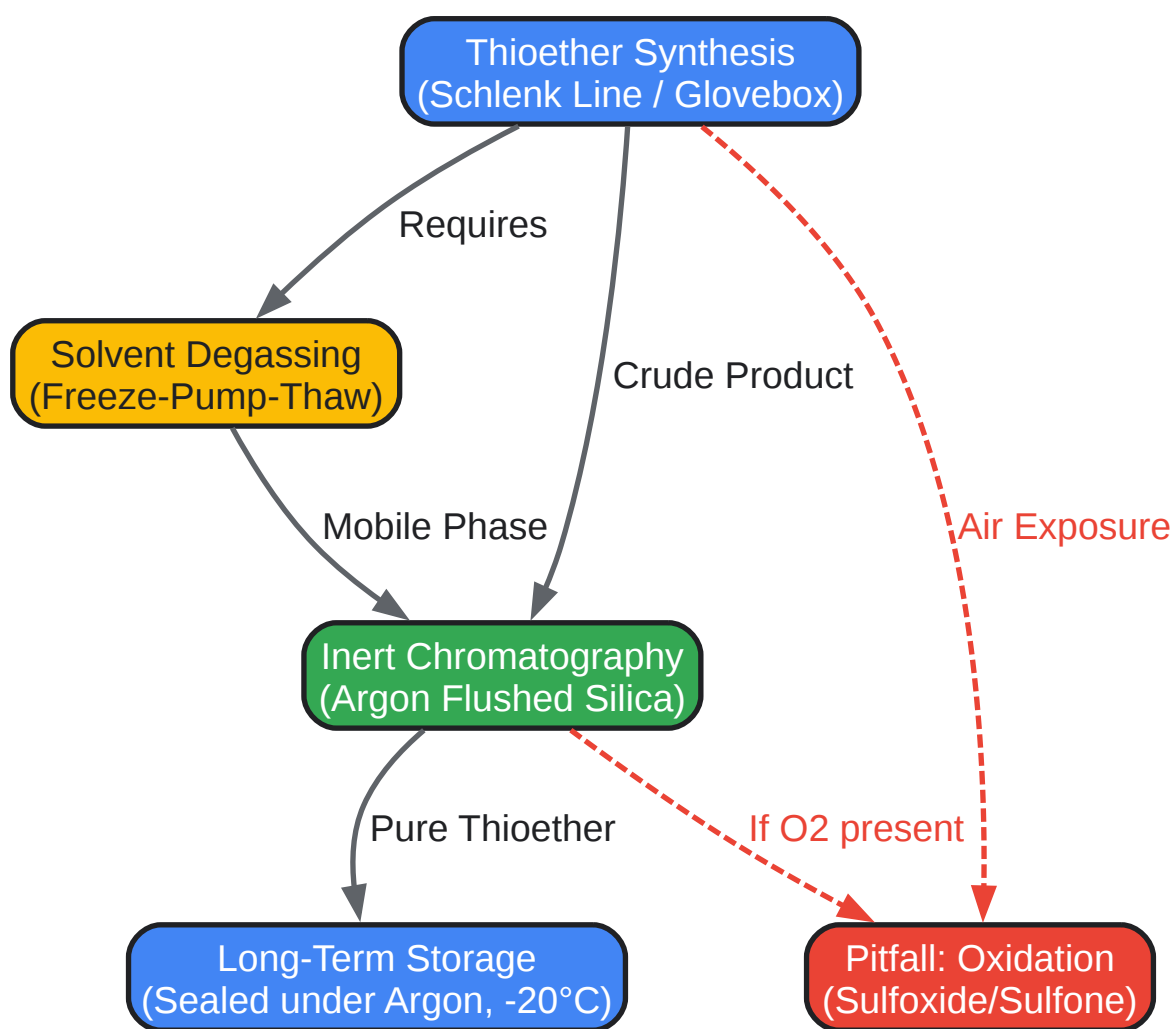 Thioether Synthesis
(Schlenk Line / Glovebox)
Requires
Solvent Degassing
(Freeze-Pump-Thaw)
Crude Product
Mobile Phase
Air Exposure
Inert Chromatography
(Argon Flushed Silica)
Pure Thioether
If O2 present
Long-Term Storage
(Sealed under Argon, -20°C)
Pitfall: Oxidation
(Sulfoxide/Sulfone)